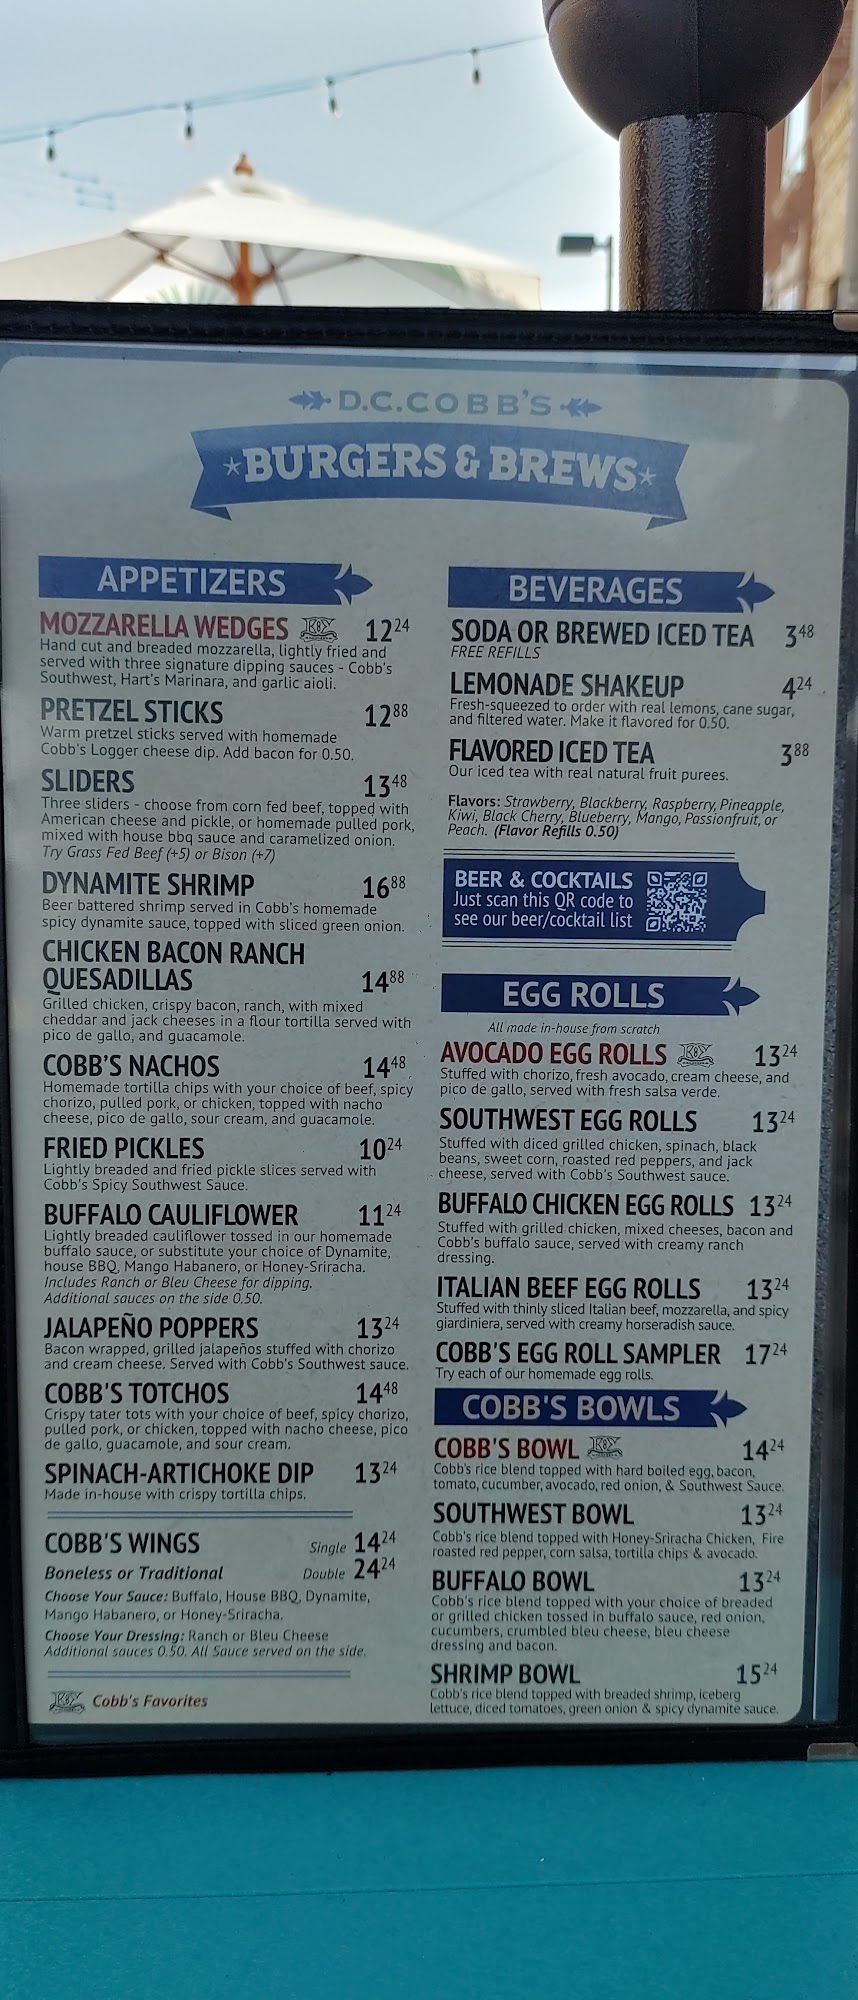 D.C.COBB'S
BURGERS & BREWS
APPETIZERS
MOZZARELLA WEDGES 12²⁴
Hand cut and breaded mozzarella, lightly fried and
served with three signature dipping sauces - Cobb's
Southwest, Hart's Marinara, and garlic aioli.
PRETZEL STICKS 12⁸⁸
Warm pretzel sticks served with homemade
Cobb's Logger cheese dip. Add bacon for 0.50.
SLIDERS 13⁴⁸
Three sliders - choose from corn fed beef, topped with
American cheese and pickle, or homemade pulled pork,
mixed with house bbq sauce and caramelized onion.
Try Grass Fed Beef (+5) or Bison (+7)
DYNAMITE SHRIMP 16⁸⁸
Beer battered shrimp served in Cobb's homemade
spicy dynamite sauce, topped with sliced green onion.
CHICKEN BACON RANCH
QUESADILLAS 14⁸⁸
Grilled chicken, crispy bacon, ranch, with mixed
cheddar and jack cheeses in a flour tortilla served with
pico de gallo, and guacamole.
COBB'S NACHOS 14⁴⁸
Homemade tortilla chips with your choice of beef, spicy
chorizo, pulled pork, or chicken, topped with nacho
cheese, pico de gallo, sour cream, and guacamole.
FRIED PICKLES 10²⁴
Lightly breaded and fried pickle slices served with
Cobb's Spicy Southwest Sauce.
BUFFALO CAULIFLOWER 11²⁴
Lightly breaded cauliflower tossed in our homemade
buffalo sauce, or substitute your choice of Dynamite,
house BBQ, Mango Habanero, or Honey-Sriracha.
Includes Ranch or Bleu Cheese for dipping.
Additional sauces on the side 0.50.
JALAPEÑO POPPERS 13²⁴
Bacon wrapped, grilled jalapeños stuffed with chorizo
and cream cheese. Served with Cobb's Southwest sauce.
COBB'S TOTCHOS 14⁴⁸
Crispy tater tots with your choice of beef, spicy chorizo,
pulled pork, or chicken, topped with nacho cheese, pico
de gallo, guacamole, and sour cream.
SPINACH-ARTICHOKE DIP 13²⁴
Made in-house with crispy tortilla chips.
COBB'S WINGS Single 14²⁴
Boneless or Traditional Double 24²⁴
Choose Your Sauce: Buffalo, House BBQ, Dynamite,
Mango Habanero, or Honey-Sriracha.
Choose Your Dressing: Ranch or Bleu Cheese
Additional sauces 0.50. All Sauce served on the side.
Cobb's Favorites
BEVERAGES
SODA OR BREWED ICED TEA 3⁴⁸
FREE REFILLS
LEMONADE SHAKEUP 4²⁴
Fresh-squeezed to order with real lemons, cane sugar,
and filtered water. Make it flavored for 0.50.
FLAVORED ICED TEA 3⁸⁸
Our iced tea with real natural fruit purees.
Flavors: Strawberry, Blackberry, Raspberry, Pineapple,
Kiwi, Black Cherry, Blueberry, Mango, Passionfruit, or
Peach. (Flavor Refills 0.50)
BEER & COCKTAILS
Just scan this QR code to
see our beer/cocktail list
EGG ROLLS
All made in-house from scratch
AVOCADO EGG ROLLS 13²⁴
Stuffed with chorizo, fresh avocado, cream cheese, and
pico de gallo, served with fresh salsa verde.
SOUTHWEST EGG ROLLS 13²⁴
Stuffed with diced grilled chicken, spinach, black
beans, sweet corn, roasted red peppers, and jack
cheese, served with Cobb's Southwest sauce.
BUFFALO CHICKEN EGG ROLLS 13²⁴
Stuffed with grilled chicken, mixed cheeses, bacon and
Cobb's buffalo sauce, served with creamy ranch
dressing.
ITALIAN BEEF EGG ROLLS 13²⁴
Stuffed with thinly sliced Italian beef, mozzarella, and spicy
giardiniera, served with creamy horseradish sauce.
COBB'S EGG ROLL SAMPLER 17²⁴
Try each of our homemade egg rolls.
COBB'S BOWLS
COBB'S BOWL 14²⁴
Cobb's rice blend topped with hard boiled egg, bacon,
tomato, cucumber, avocado, red onion, & Southwest Sauce.
SOUTHWEST BOWL 13²⁴
Cobb's rice blend topped with Honey-Sriracha Chicken, Fire
roasted red pepper, corn salsa, tortilla chips & avocado.
BUFFALO BOWL 13²⁴
Cobb's rice blend topped with your choice of breaded
or grilled chicken tossed in buffalo sauce, red onion,
cucumbers, crumbled bleu cheese, bleu cheese
dressing and bacon.
SHRIMP BOWL 15²⁴
Cobb's rice blend topped with breaded shrimp, iceberg
lettuce, diced tomatoes, green onion & spicy dynamite sauce.